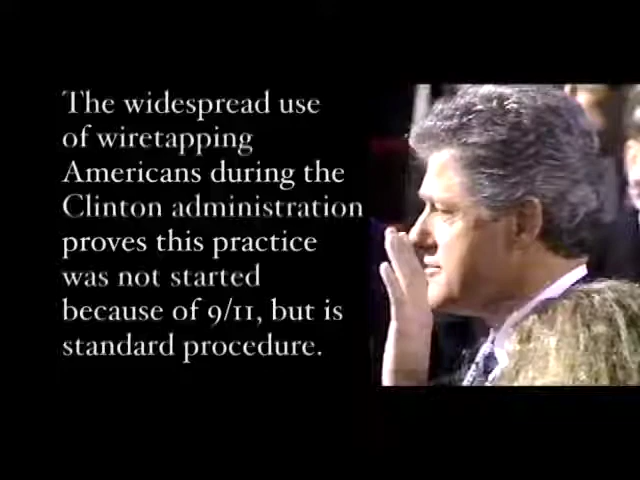 The widespread use
of wiretapping
Americans during the
Clinton administration
proves this practice
was not started
because of 9/11, but is
standard procedure.